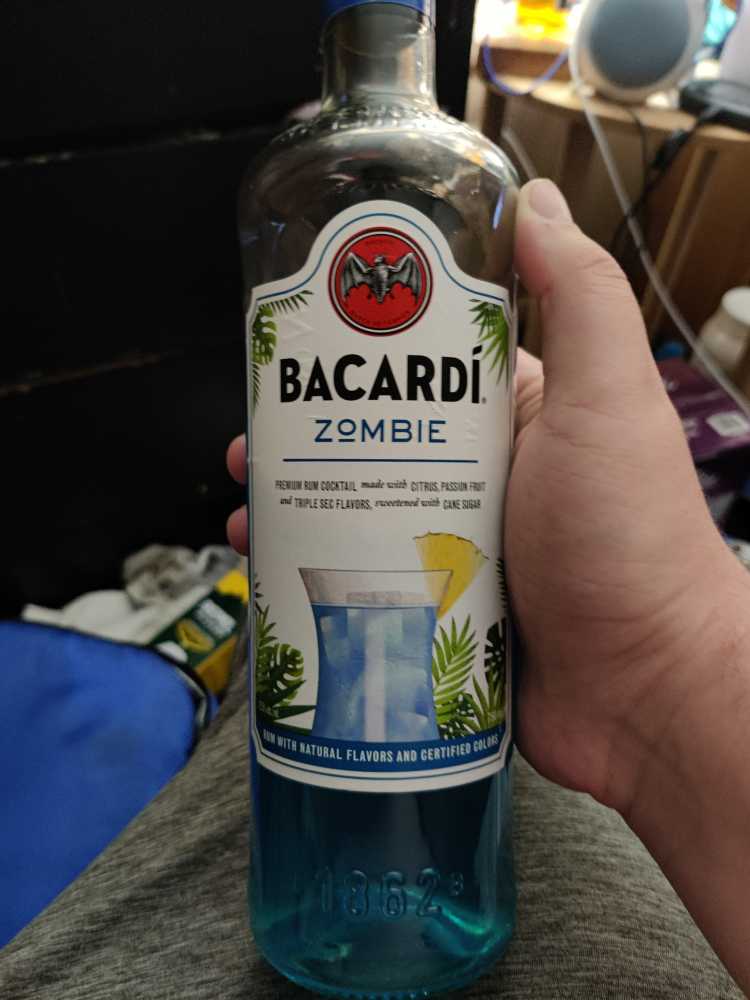 BACARDÍ
ZOMBIE
PREMIUM RUM COCKTAIL made with CITRUS, PASSION FRUIT
and TRIPLE SEC FLAVORS, sweetened with CANE SUGAR
RUM WITH NATURAL FLAVORS AND CERTIFIED COLORS
1862